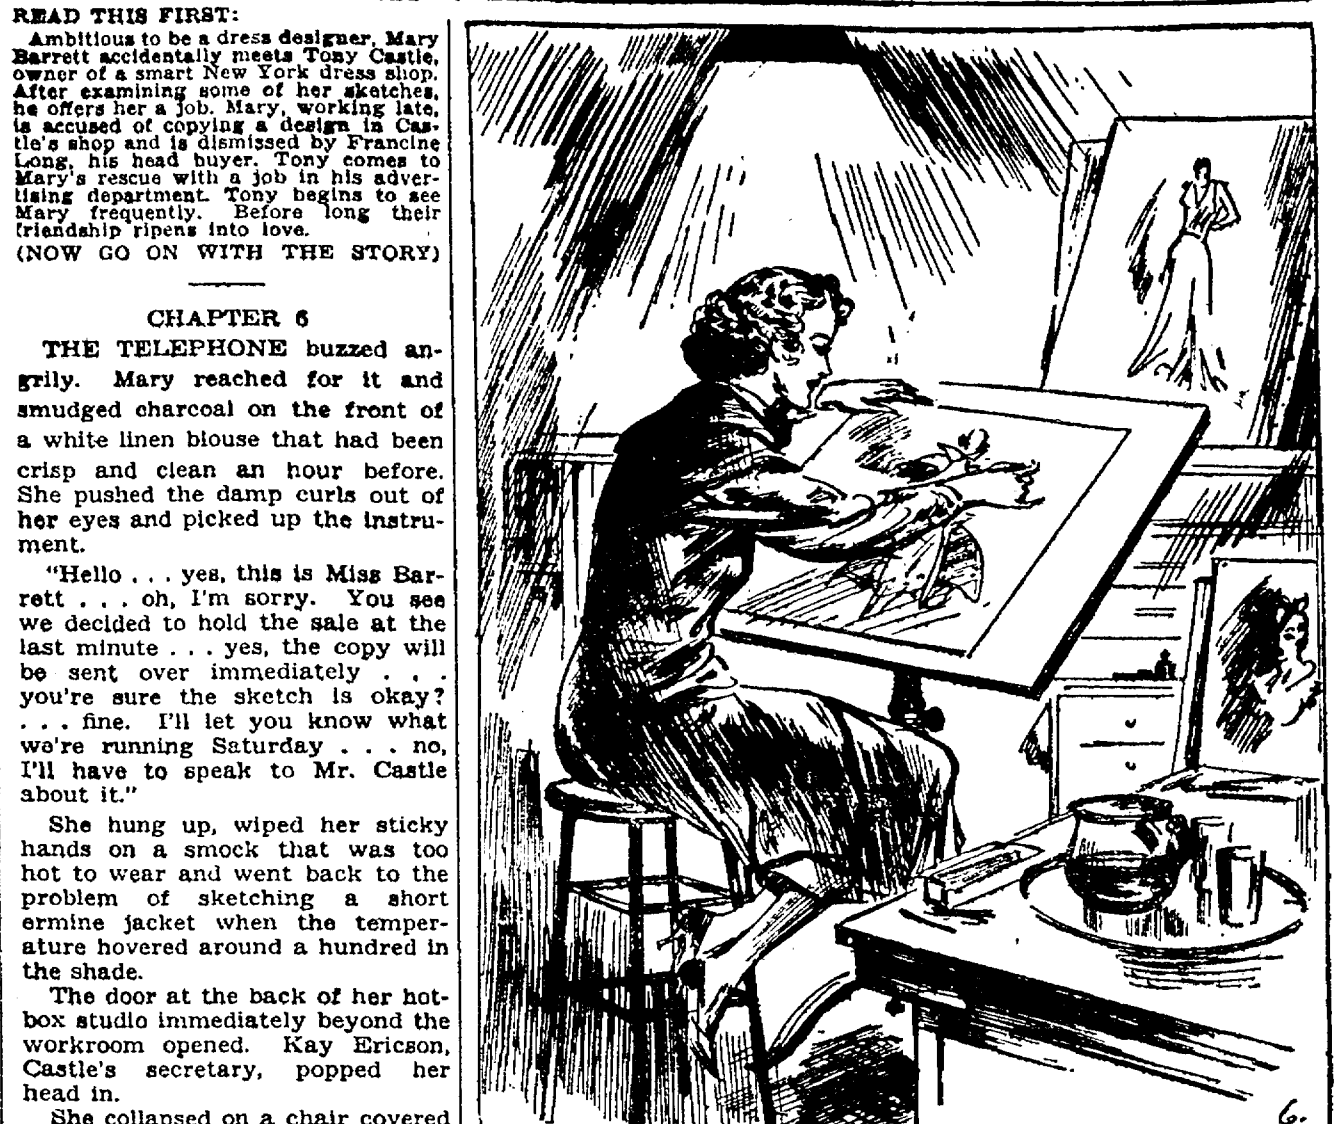 READ THIS FIRST:
Ambitious to be a dress designer, Mary
Barrett accidentally meets Tony Castle,
owner of a smart New York dress shop.
After examining some of her sketches,
he offers her a job. Mary, working late,
is accused of copying a design in Cas-
tle's shop and is dismissed by Francine
Long, his head buyer. Tony comes to
Mary's rescue with a job in his adver-
tising department. Tony begins to see
Mary frequently. Before long their
friendship ripens into love.
(NOW GO ON WITH THE STORY)
CHAPTER 6
THE TELEPHONE buzzed an-
grily. Mary reached for it and
smudged charcoal on the front of
a white linen blouse that had been
crisp and clean an hour before.
She pushed the damp curls out of
her eyes and picked up the instru-
ment.
"Hello . . . yes, this is Miss Bar-
rett . . . oh, I'm sorry. You see
we decided to hold the sale at the
last minute . . . yes, the copy will
be sent over immediately . . .
you're sure the sketch is okay?
. . . fine. I'll let you know what
we're running Saturday . . . no,
I'll have to speak to Mr. Castle
about it."
She hung up, wiped her sticky
hands on a smock that was too
hot to wear and went back to the
problem of sketching a short
ermine jacket when the temper-
ature hovered around a hundred in
the shade.
The door at the back of her hot-
box studio immediately beyond the
workroom opened. Kay Ericson,
Castle's secretary, popped her
head in.
She collapsed on a chair covered
6.